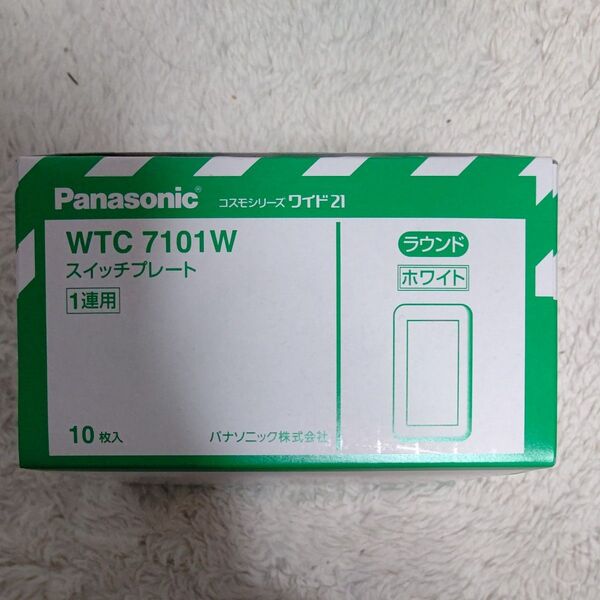 Panasonic® コスモシリーズ ワイド21
WTC 7101W
スイッチプレート
1連用
10枚入
ラウンド
ホワイト
パナソニック株式会社